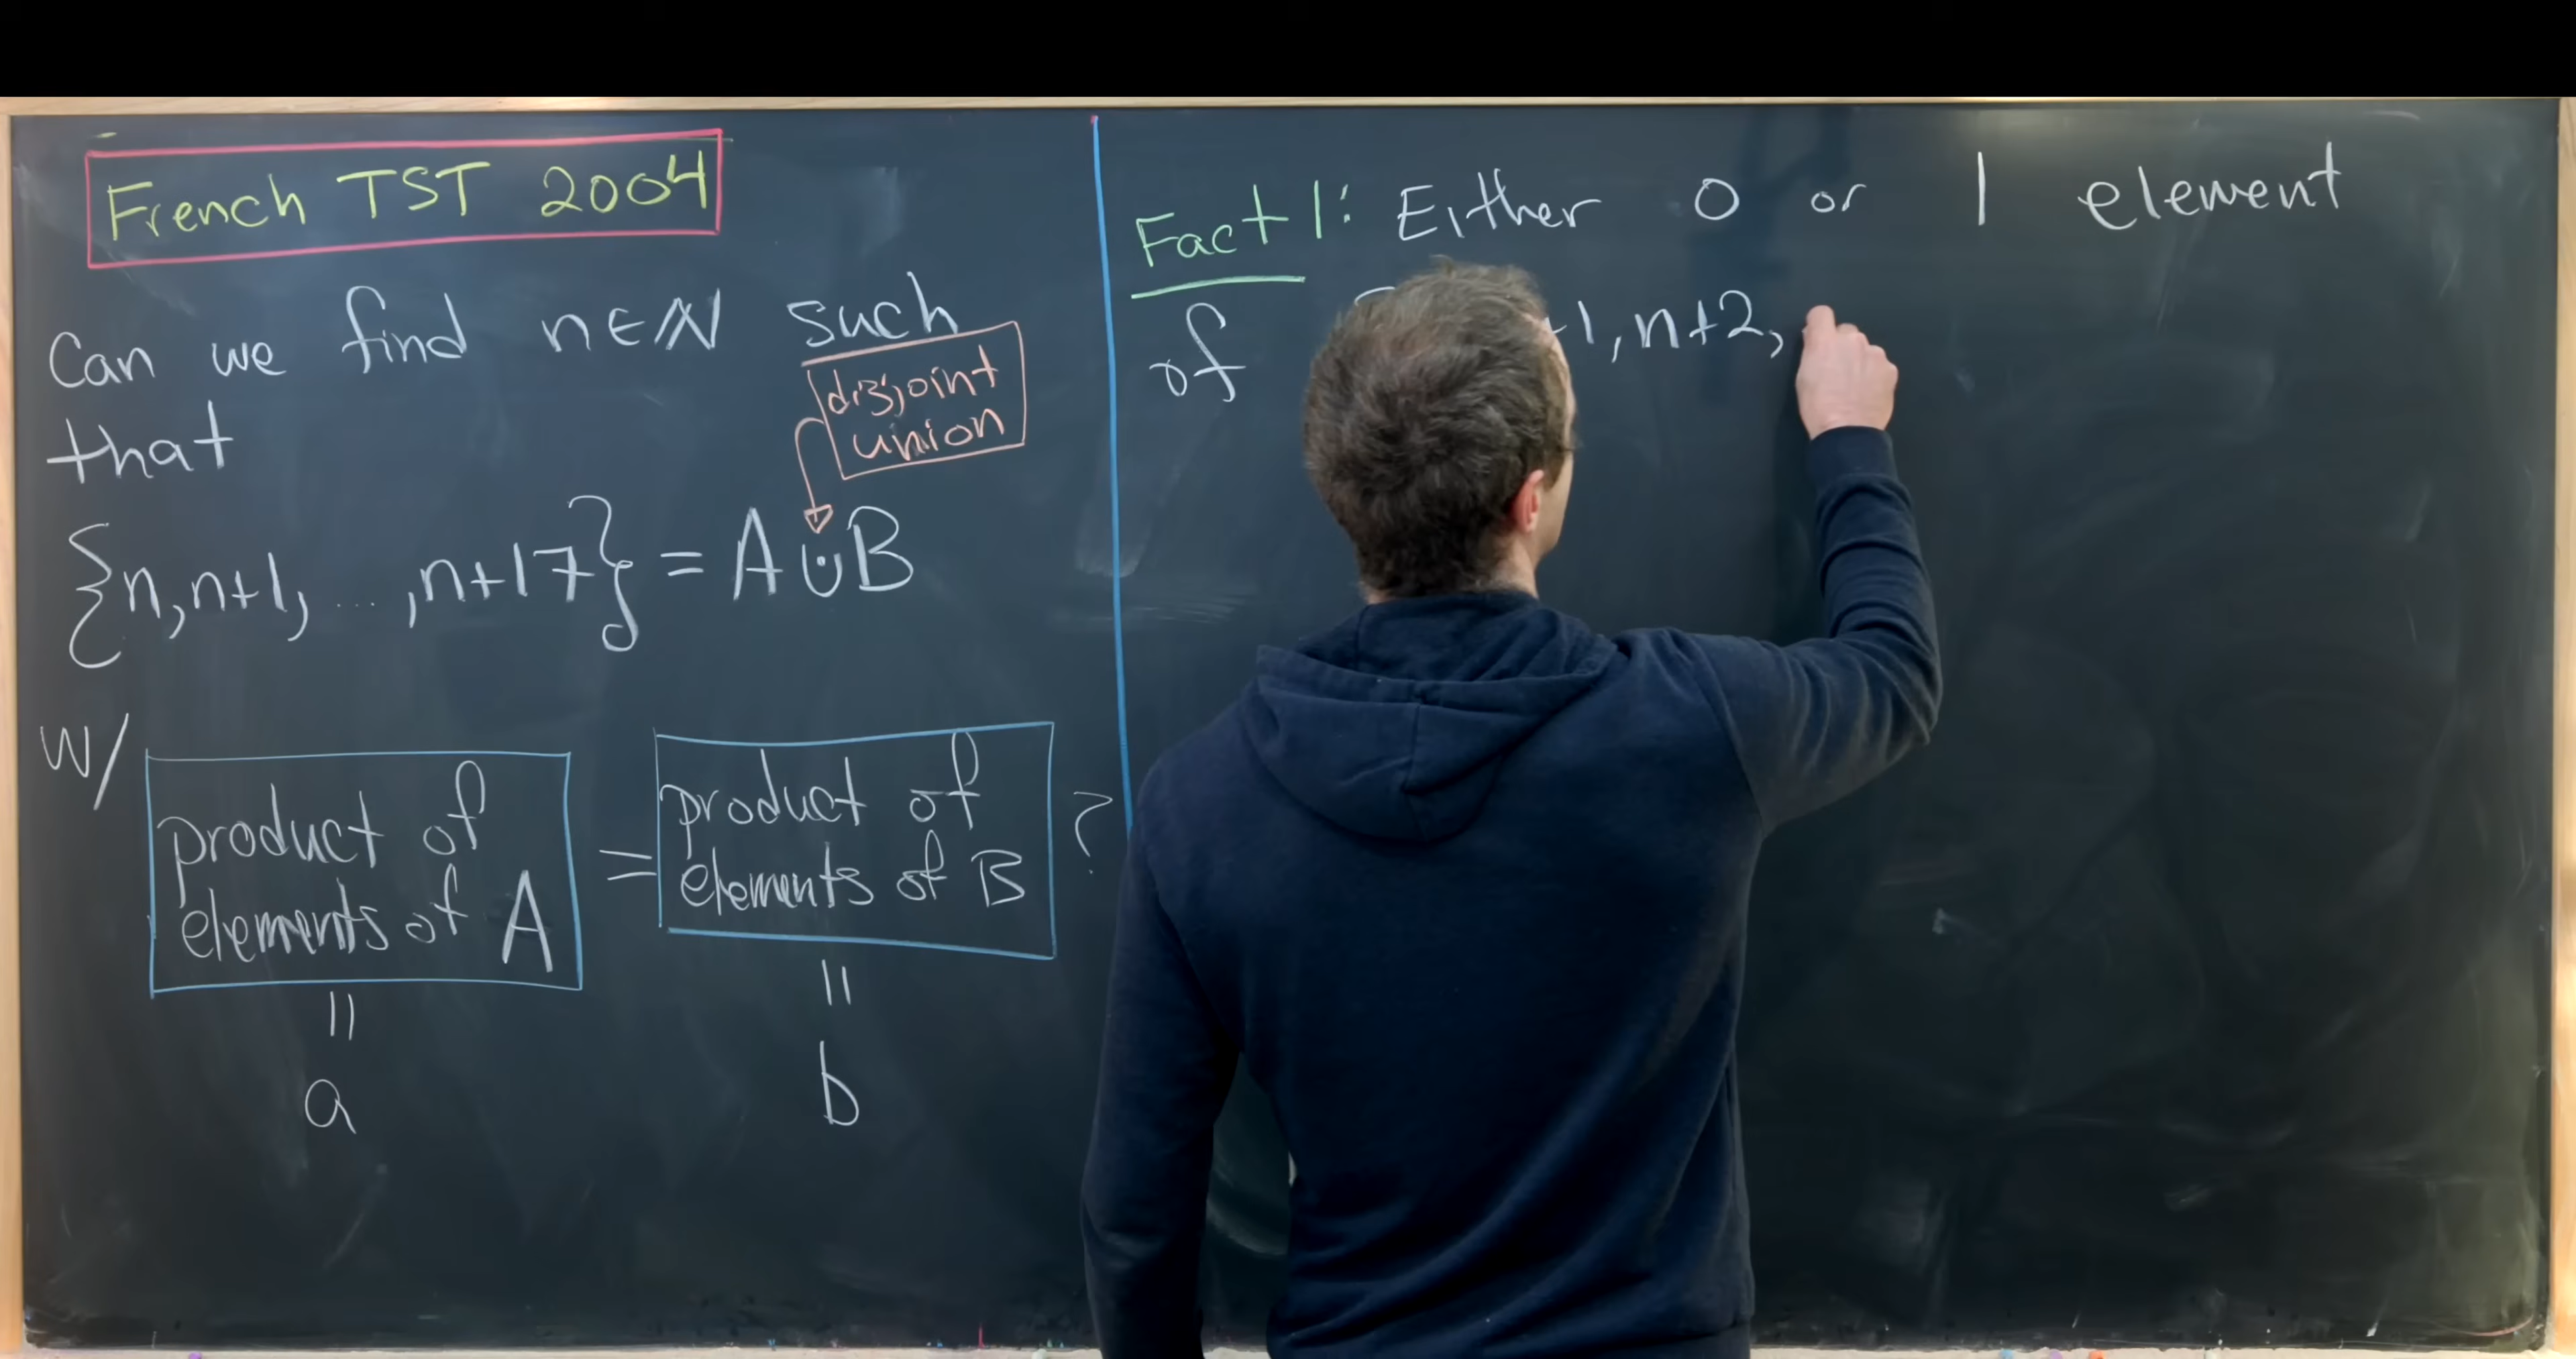 French TST 2004
Can we find n∈ℕ such
that
disjoint
union
{n,n+1, ... ,n+17} = A ⊍ B
w/
product of
elements of A
=
product of
elements of B
?
=
a
=
b
Fact 1: Either 0 or 1 element
of +1, n+2,